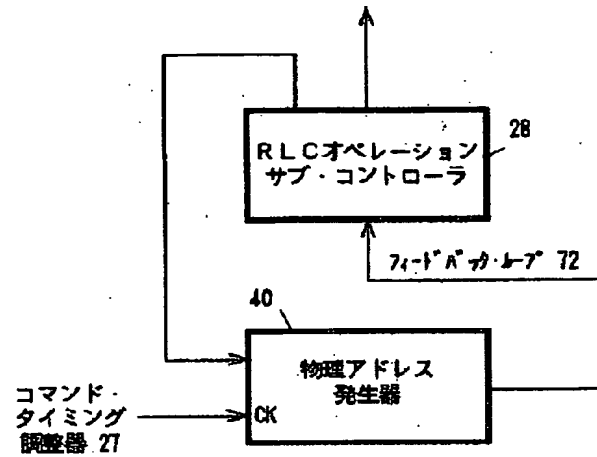 28
RLCオペレーション
サブ・コントローラ
フィードバック・ループ 72
40
物理アドレス
発生器
コマンド・
タイミング
調整器 27
CK